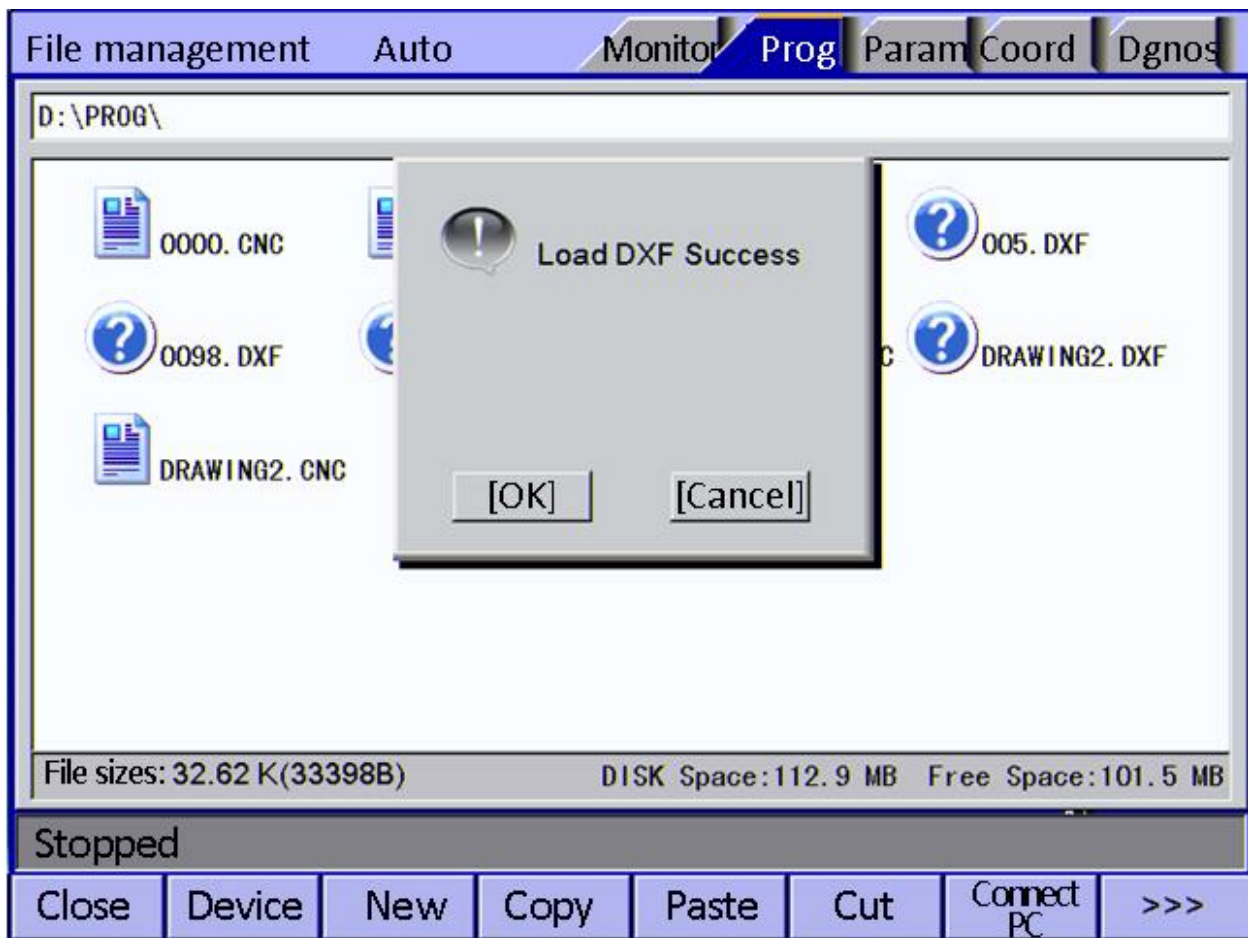 File management Auto Monitor Prog Param Coord Dgnos
D:\PROG\
0000. CNC 005. DXF
Load DXF Success
0098. DXF C DRAWING2. DXF
DRAWING2. CNC
[OK] [Cancel]
File sizes: 32.62 K(33398B) DISK Space:112.9 MB Free Space:101.5 MB
Stopped
Close Device New Copy Paste Cut Connect PC >>>